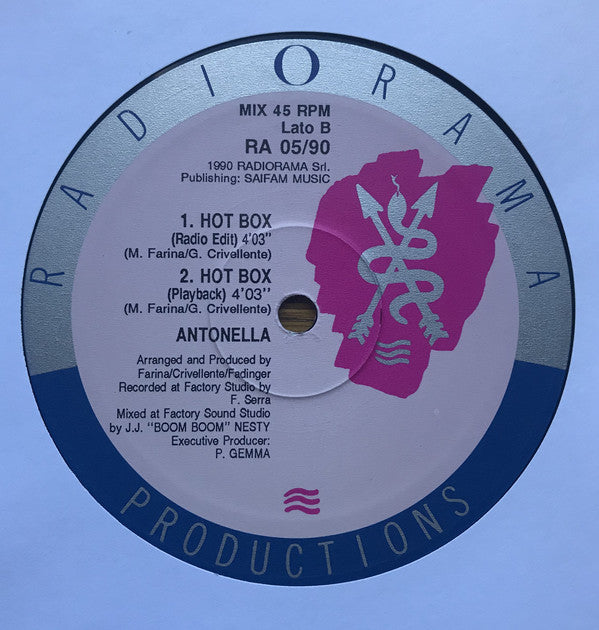 RADIORAMA
MIX 45 RPM
Lato B
RA 05/90
1990 RADIORAMA Srl.
Publishing: SAIFAM MUSIC
1. HOT BOX
(Radio Edit) 4'03"
(M. Farina/G. Crivellente)
2. HOT BOX
(Playback) 4'03"
(M. Farina/G. Crivellente)
ANTONELLA
Arranged and Produced by
Farina/Crivellente/Fadinger
Recorded at Factory Studio by
F. Serra
Mixed at Factory Sound Studio
by J.J. "BOOM BOOM" NESTY
Executive Producer:
P. GEMMA
PRODUCTIONS